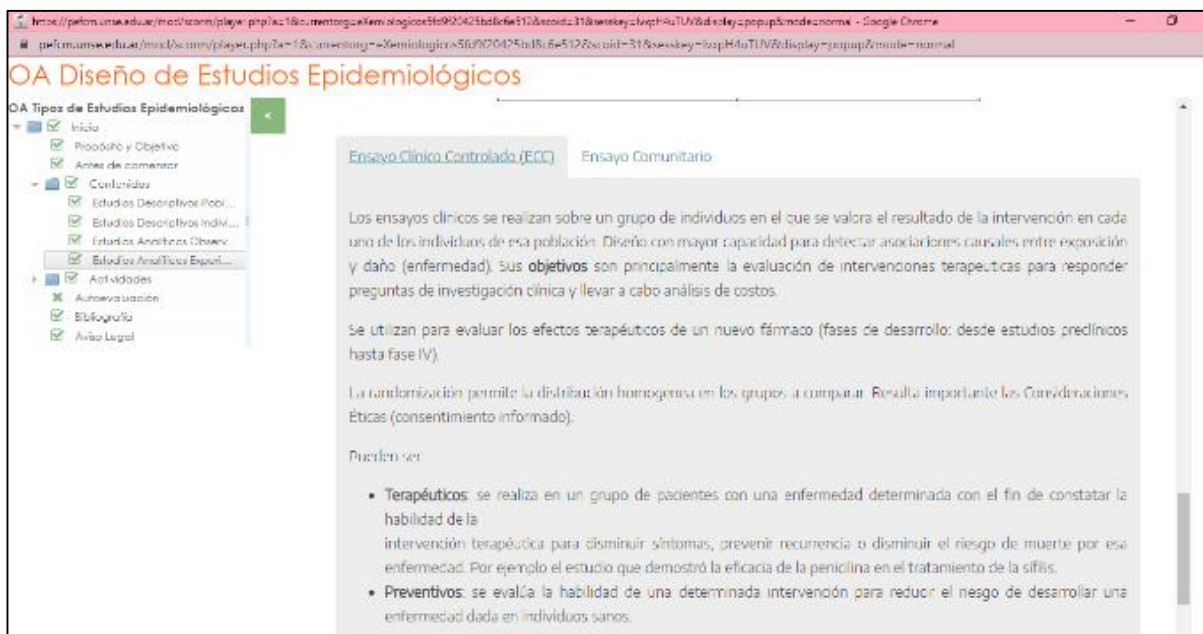 OA Diseño de Estudios Epidemiológicos
OA Tipos de Estudios Epidemiológicos
Inicio
Propósito y Objetivo
Antes de comenzar
Contenidos
Estudios Descriptivos Pobl...
Estudios Descriptivos Indivi...
Estudios Analíticos Observ...
Estudios Analíticos Experi...
Actividades
Autoevaluación
Bibliografía
Aviso Legal
<
Ensayo Clínico Controlado (ECC) Ensayo Comunitario
Los ensayos clínicos se realizan sobre un grupo de individuos en el que se valora el resultado de la intervención en cada
uno de los individuos de esa población. Diseño con mayor capacidad para detectar asociaciones causales entre exposición
y daño (enfermedad). Sus objetivos son principalmente la evaluación de intervenciones terapeuticas para responder
preguntas de investigación clínica y llevar a cabo análisis de costos.
Se utilizan para evaluar los efectos terapéuticos de un nuevo fármaco (fases de desarrollo: desde estudios preclínicos
hasta fase IV).
La randomización permite la distribución homogenea en los grupos a comparar. Resulta importante las Consideraciones
Éticas (consentimiento informado).
Pueden ser
• Terapéuticos: se realiza en un grupo de pacientes con una enfermedad determinada con el fin de constatar la
habilidad de la
intervención terapéutica para disminuir síntomas, prevenir recurrencia o disminuir el riesgo de muerte por esa
enfermedad. Por ejemplo el estudio que demostró la eficacia de la penicilina en el tratamiento de la sífilis.
• Preventivos: se evalúa la habilidad de una determinada intervención para reducir el riesgo de desarrollar una
enfermedad dada en individuos sanos.